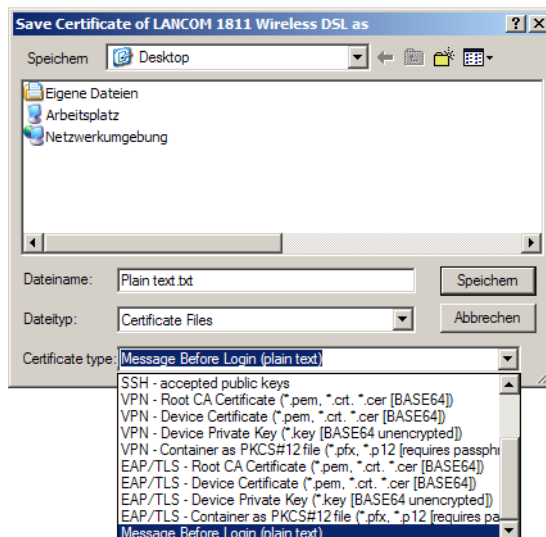 Save Certificate of LANCOM 1811 Wireless DSL as
Speichern Desktop
Eigene Dateien
Arbeitsplatz
Netzwerkumgebung
Dateiname: Plain text.txt Speichern
Dateityp: Certificate Files Abbrechen
Certificate type: Message Before Login (plain text)
SSH - accepted public keys
VPN - Root CA Certificate (*.pem, *.crt. *.cer [BASE64])
VPN - Device Certificate (*.pem, *.crt. *.cer [BASE64])
VPN - Device Private Key (*.key [BASE64 unencrypted])
VPN - Container as PKCS#12 file (*.pfx, *.p12 [requires passphr
EAP/TLS - Root CA Certificate (*.pem, *.crt. *.cer [BASE64])
EAP/TLS - Device Certificate (*.pem, *.crt. *.cer [BASE64])
EAP/TLS - Device Private Key (*.key [BASE64 unencrypted])
EAP/TLS - Container as PKCS#12 file (*.pfx, *.p12 [requires pa
Message Before Login (plain text)